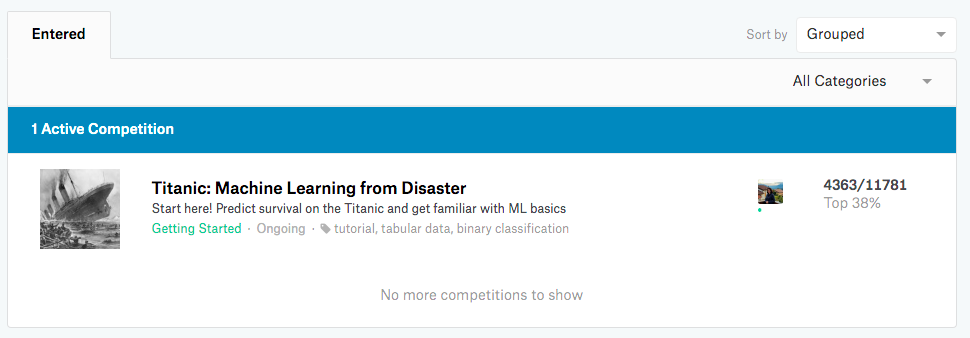 Entered
Sort by Grouped
All Categories
1 Active Competition
Titanic: Machine Learning from Disaster
Start here! Predict survival on the Titanic and get familiar with ML basics
Getting Started · Ongoing · tutorial, tabular data, binary classification
4363/11781
Top 38%
No more competitions to show